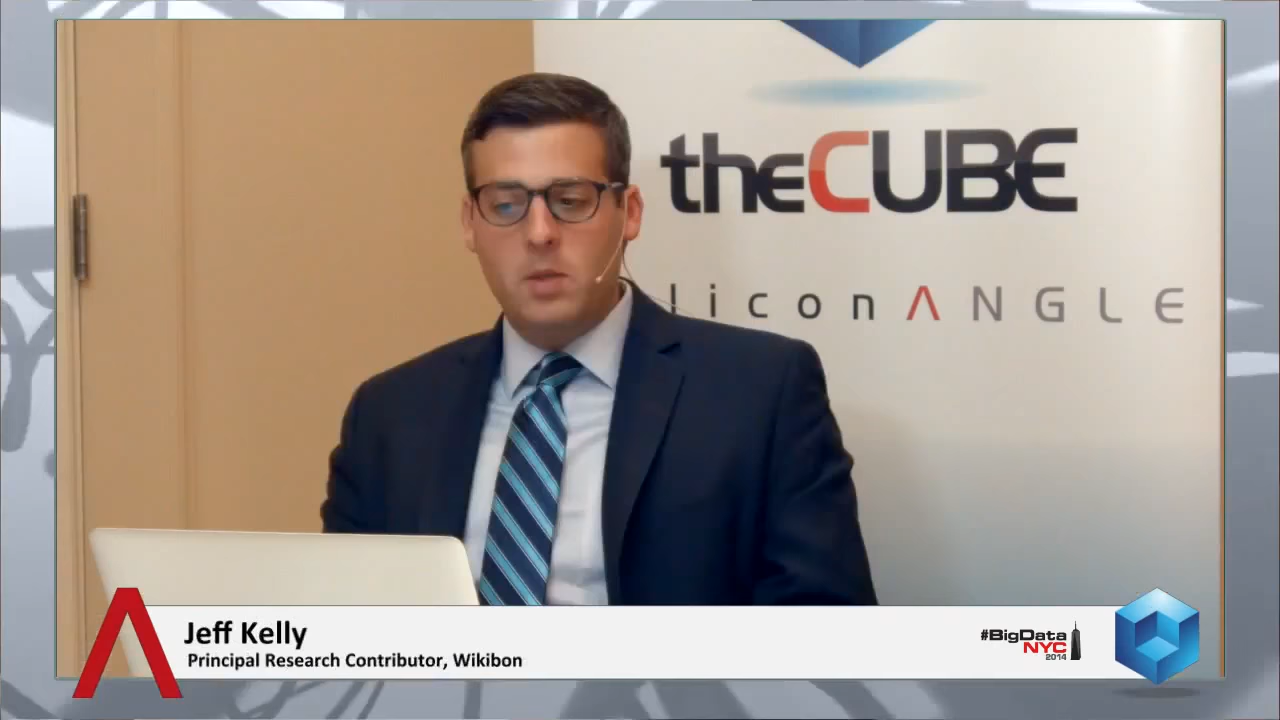 theCUBE
liconANGLE
Jeff Kelly
Principal Research Contributor, Wikibon
#BigData
NYC
2014